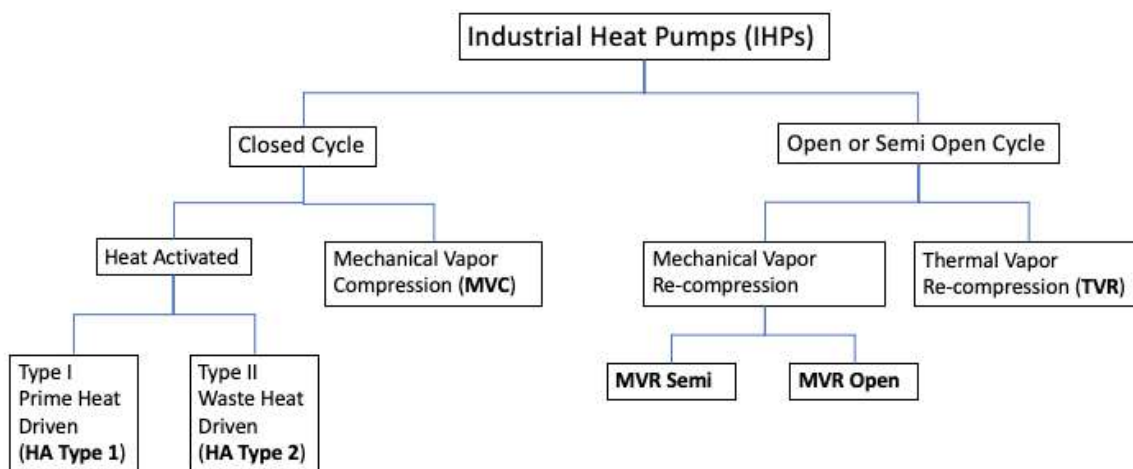 Industrial Heat Pumps (IHPs)
Closed Cycle
Open or Semi Open Cycle
Heat Activated
Mechanical Vapor
Compression (MVC)
Mechanical Vapor
Re-compression
Thermal Vapor
Re-compression (TVR)
Type I
Prime Heat
Driven
(HA Type 1)
Type II
Waste Heat
Driven
(HA Type 2)
MVR Semi
MVR Open